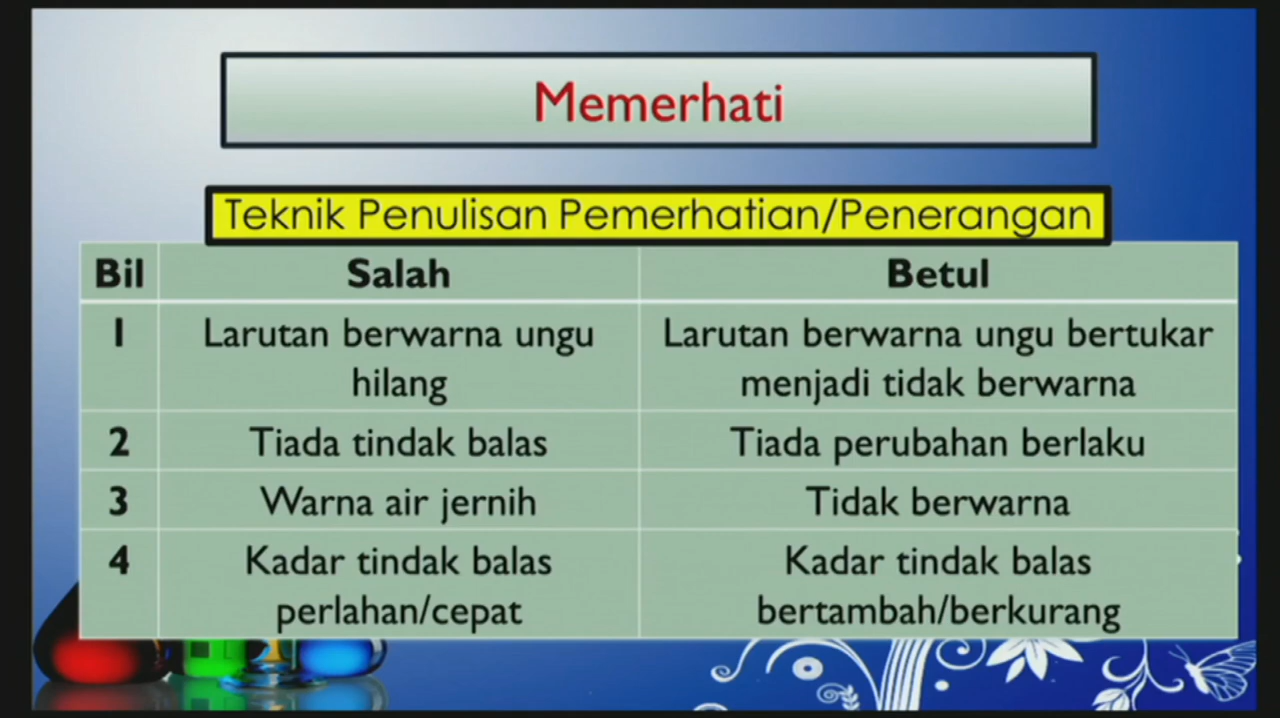 Memerhati
Teknik Penulisan Pemerhatian/Penerangan
Bil Salah Betul
1 Larutan berwarna ungu hilang Larutan berwarna ungu bertukar menjadi tidak berwarna
2 Tiada tindak balas Tiada perubahan berlaku
3 Warna air jernih Tidak berwarna
4 Kadar tindak balas perlahan/cepat Kadar tindak balas bertambah/berkurang